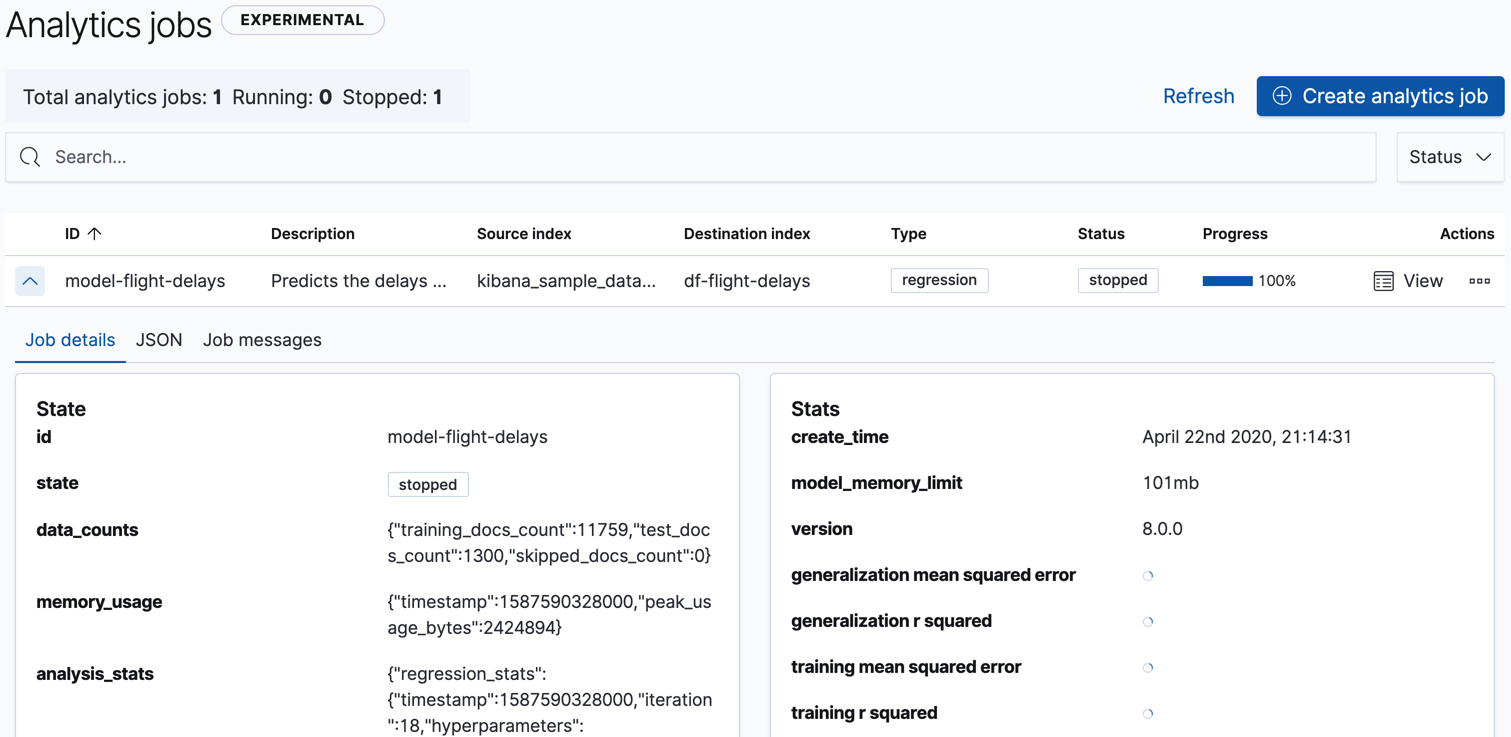 Analytics jobs EXPERIMENTAL
Total analytics jobs: 1 Running: 0 Stopped: 1
Refresh
Create analytics job
Search...
Status
ID Description Source index Destination index Type Status Progress Actions
model-flight-delays Predicts the delays ... kibana_sample_data... df-flight-delays regression stopped 100% View
Job details JSON Job messages
State
id model-flight-delays
state stopped
data_counts {"training_docs_count":11759,"test_doc
s_count":1300,"skipped_docs_count":0}
memory_usage {"timestamp":1587590328000,"peak_us
age_bytes":2424894}
analysis_stats {"regression_stats":
{"timestamp":1587590328000,"iteration
":18,"hyperparameters":
Stats
create_time April 22nd 2020, 21:14:31
model_memory_limit 101mb
version 8.0.0
generalization mean squared error
generalization r squared
training mean squared error
training r squared